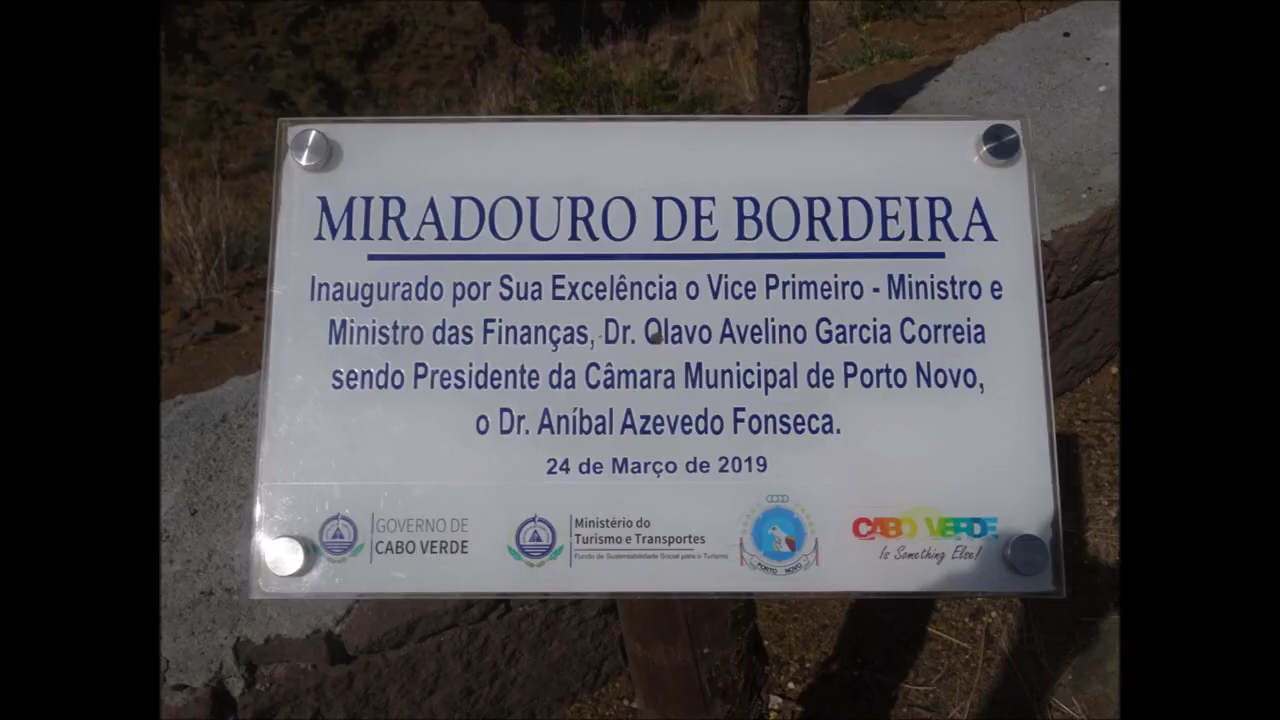 MIRADOURO DE BORDEIRA
Inaugurado por Sua Excelência o Vice Primeiro - Ministro e
Ministro das Finanças, Dr. Olavo Avelino Garcia Correia
sendo Presidente da Câmara Municipal de Porto Novo,
o Dr. Aníbal Azevedo Fonseca.
24 de Março de 2019
GOVERNO DE
CABO VERDE
Ministério do
Turismo e Transportes
Fundo de Sustentabilidade Social para o Turismo
PORTO NOVO
CABO VERDE
Is Something Else!